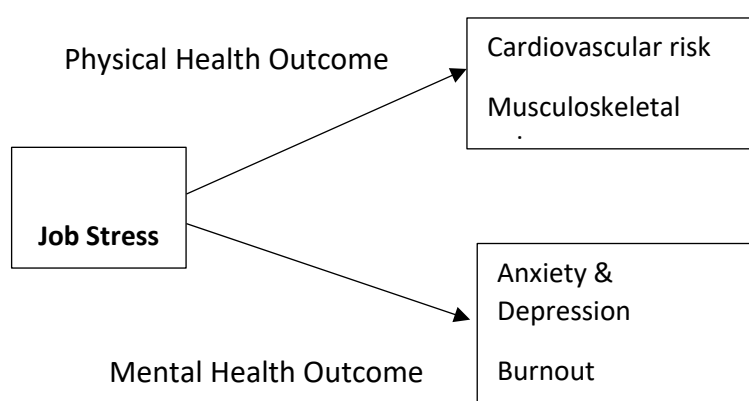 Physical Health Outcome
Cardiovascular risk
Musculoskeletal
Job Stress
Anxiety &
Depression
Burnout
Mental Health Outcome